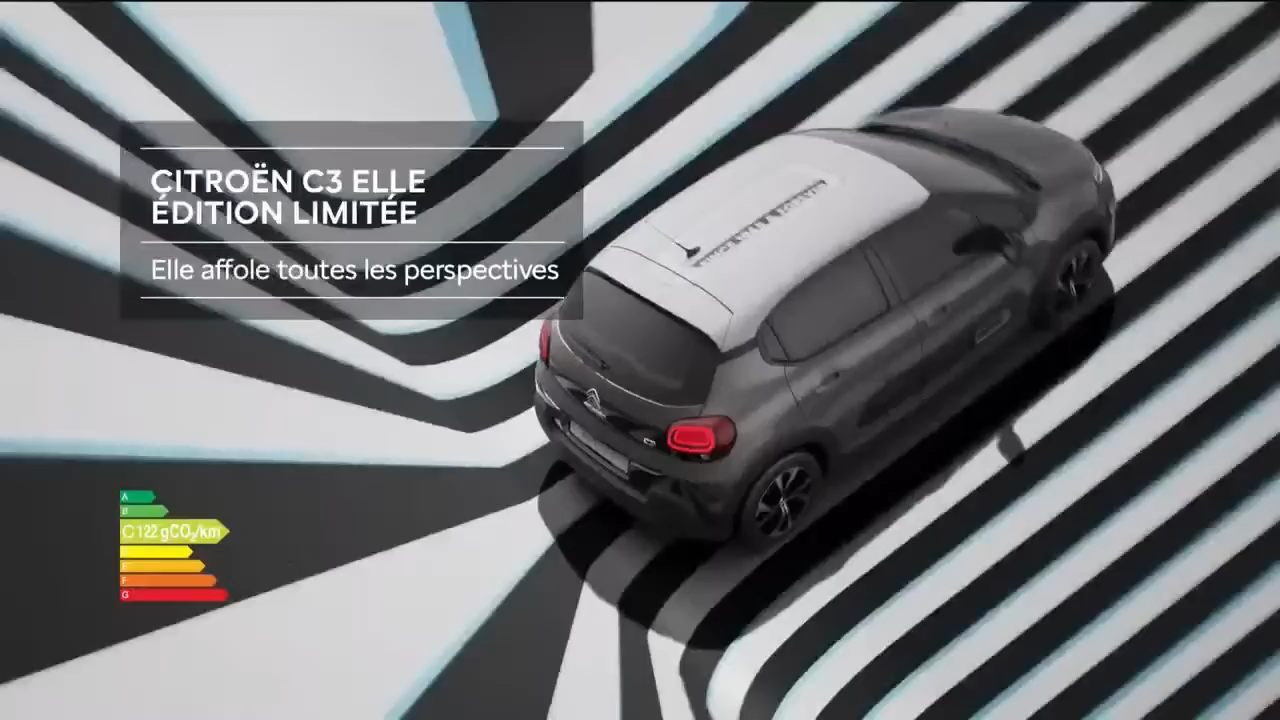 CITROËN C3 ELLE
ÉDITION LIMITÉE
Elle affole toutes les perspectives
A
B
C 122 gCO₂/km
E
F
G